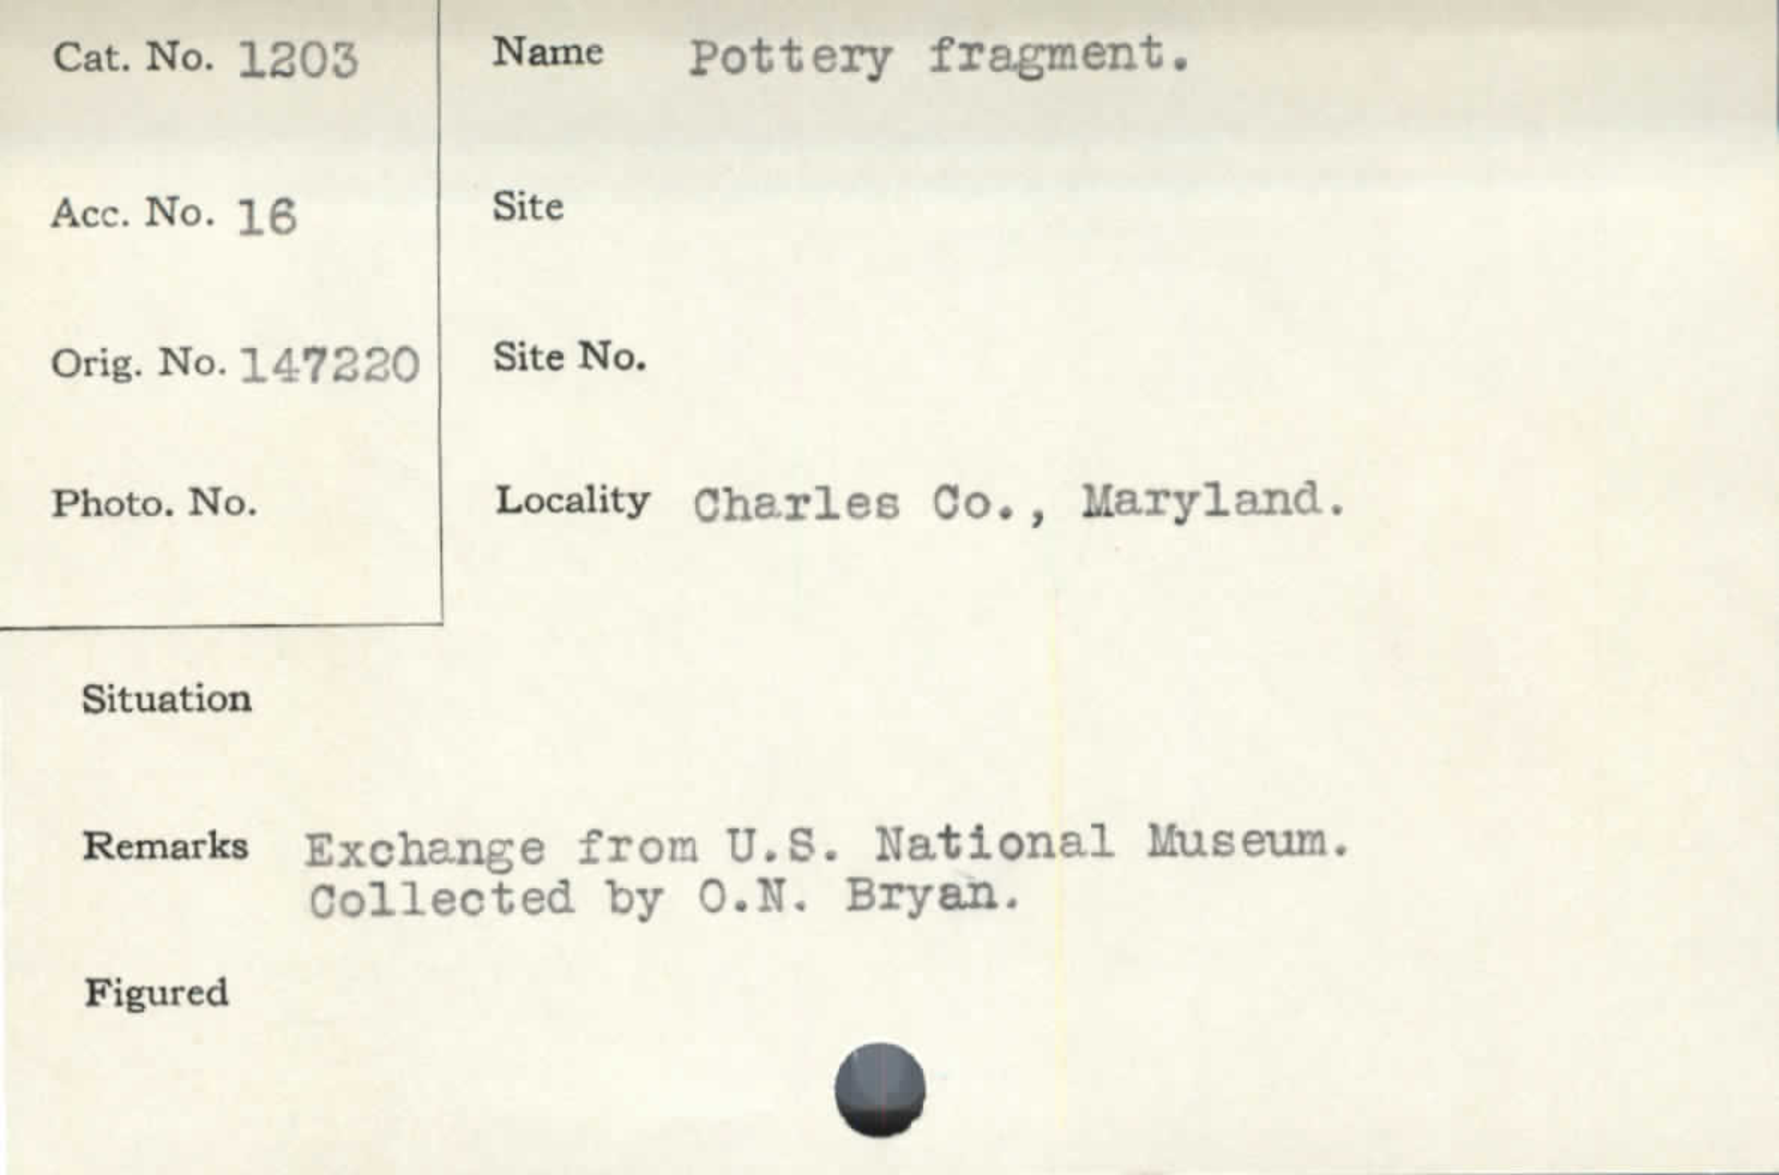 Cat. No. 1203
Name Pottery fragment.
Acc. No. 16
Site
Orig. No. 147220
Site No.
Photo. No.
Locality Charles Co., Maryland.
Situation
Remarks Exchange from U.S. National Museum.
Collected by O.N. Bryan.
Figured